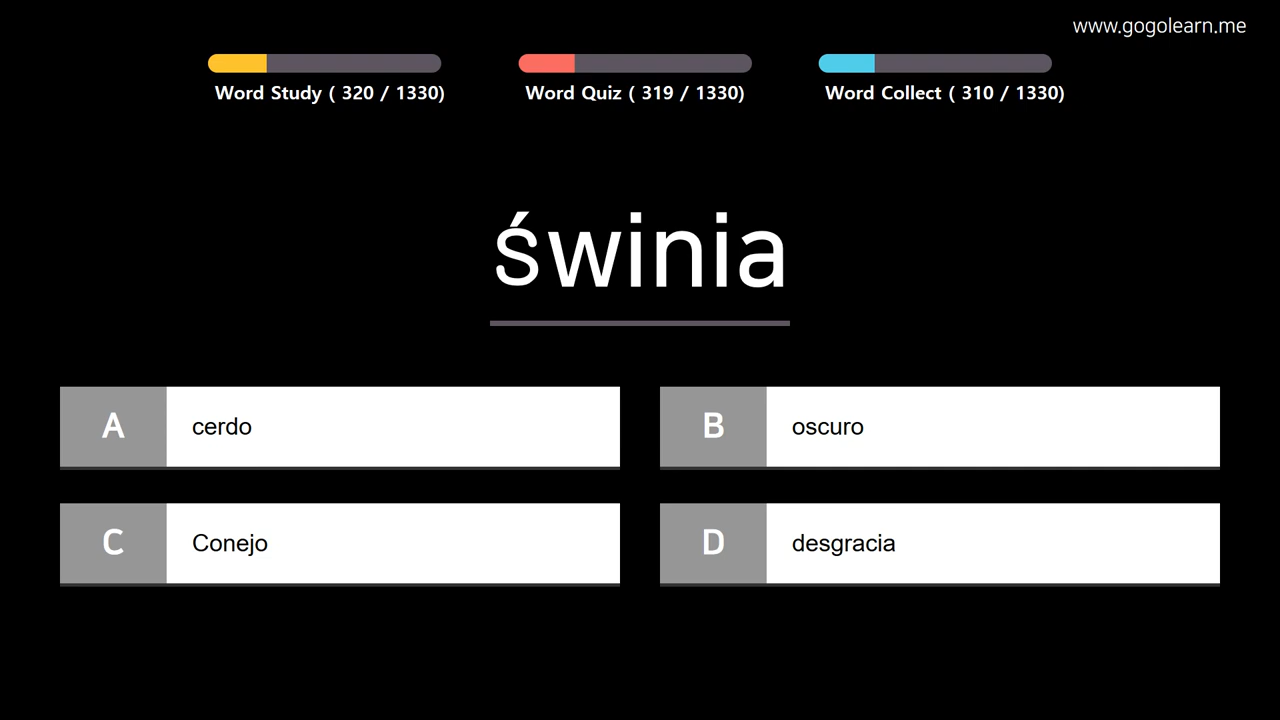 www.gogolearn.me
Word Study ( 320 / 1330)
Word Quiz ( 319 / 1330)
Word Collect ( 310 / 1330)
świnia
A cerdo
B oscuro
C Conejo
D desgracia